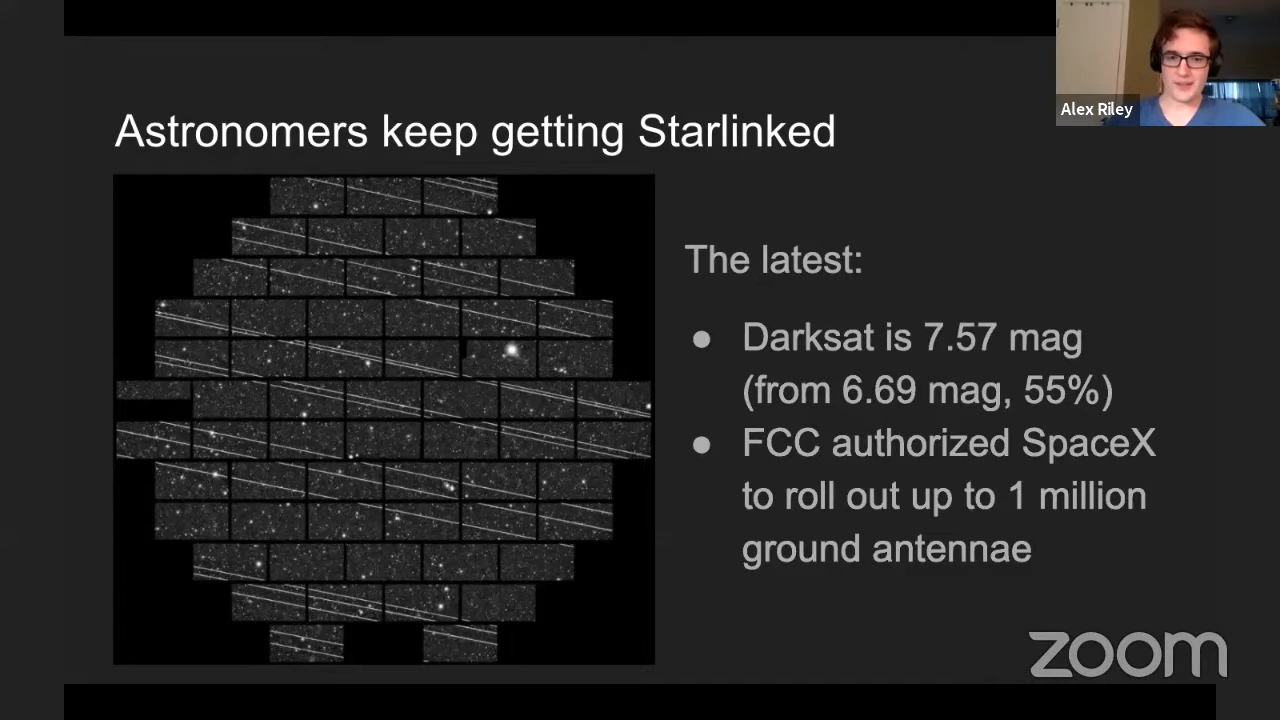 Alex Riley
Astronomers keep getting Starlinked
The latest:
● Darksat is 7.57 mag
(from 6.69 mag, 55%)
● FCC authorized SpaceX
to roll out up to 1 million
ground antennae
zoom